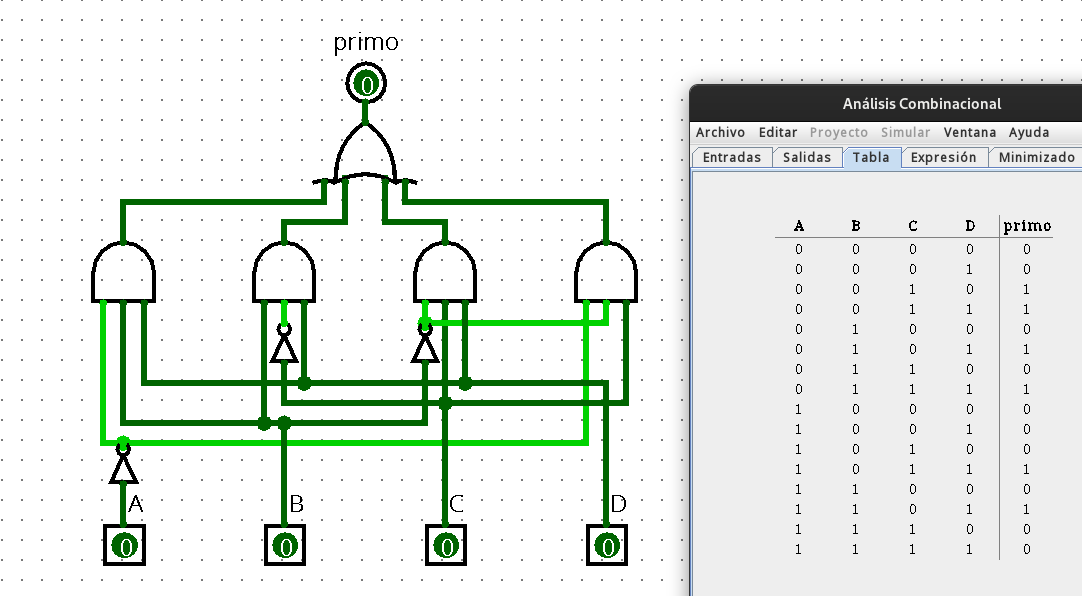 primo
0
A
B
C
D
0
0
0
0
Análisis Combinacional
Archivo Editar Proyecto Simular Ventana Ayuda
Entradas Salidas Tabla Expresión Minimizado
A B C D primo
0 0 0 0 0
0 0 0 1 0
0 0 1 0 1
0 0 1 1 1
0 1 0 0 0
0 1 0 1 1
0 1 1 0 0
0 1 1 1 1
1 0 0 0 0
1 0 0 1 0
1 0 1 0 0
1 0 1 1 1
1 1 0 0 0
1 1 0 1 1
1 1 1 0 0
1 1 1 1 0